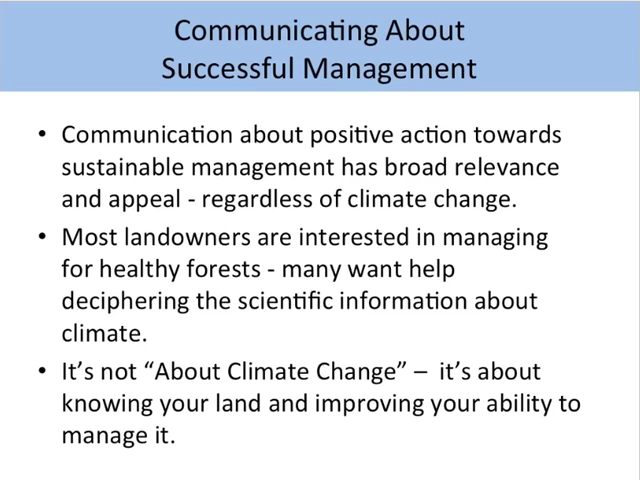 Communicating About
Successful Management
• Communication about positive action towards
sustainable management has broad relevance
and appeal - regardless of climate change.
• Most landowners are interested in managing
for healthy forests - many want help
deciphering the scientific information about
climate.
• It’s not “About Climate Change” – it’s about
knowing your land and improving your ability to
manage it.